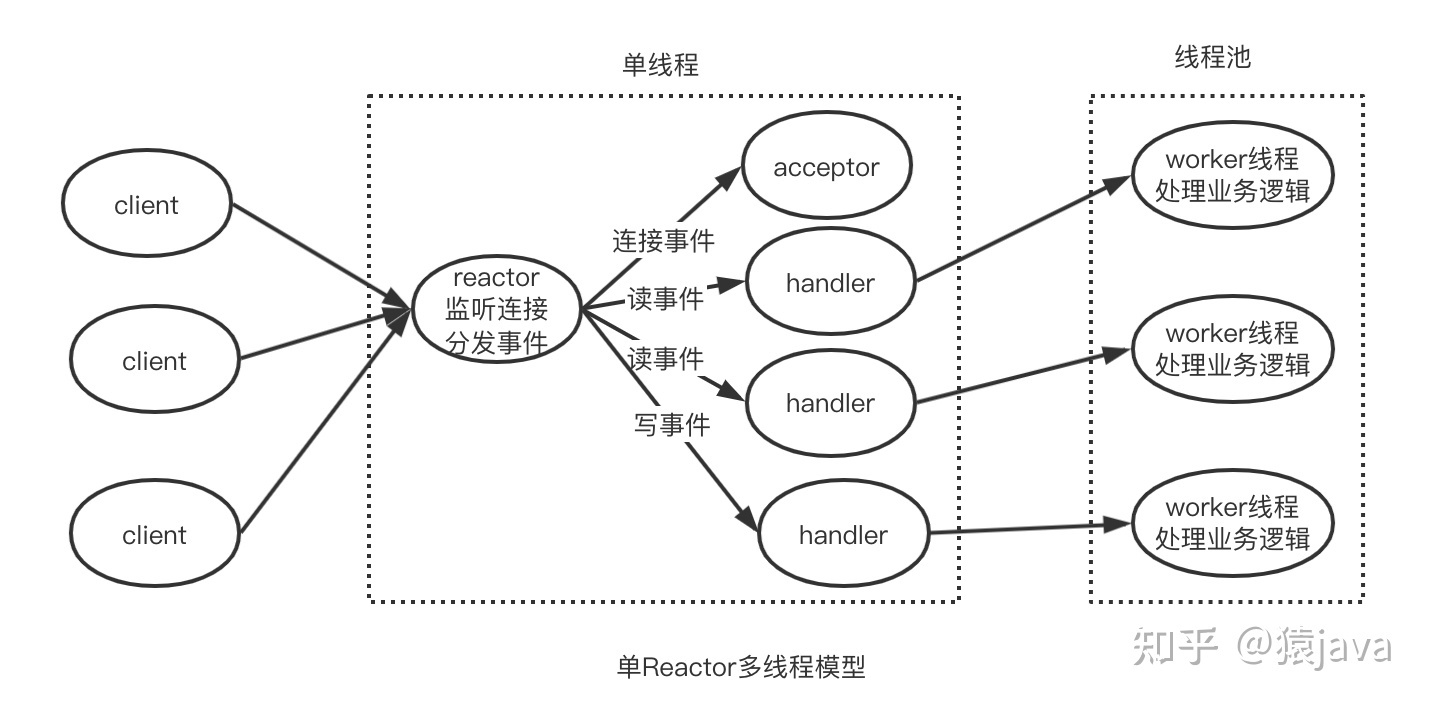 单线程
线程池
client
client
client
reactor
监听连接
分发事件
连接事件
读事件
读事件
写事件
acceptor
handler
handler
handler
worker线程
处理业务逻辑
worker线程
处理业务逻辑
worker线程
处理业务逻辑
单Reactor多线程模型
知乎 @猿java